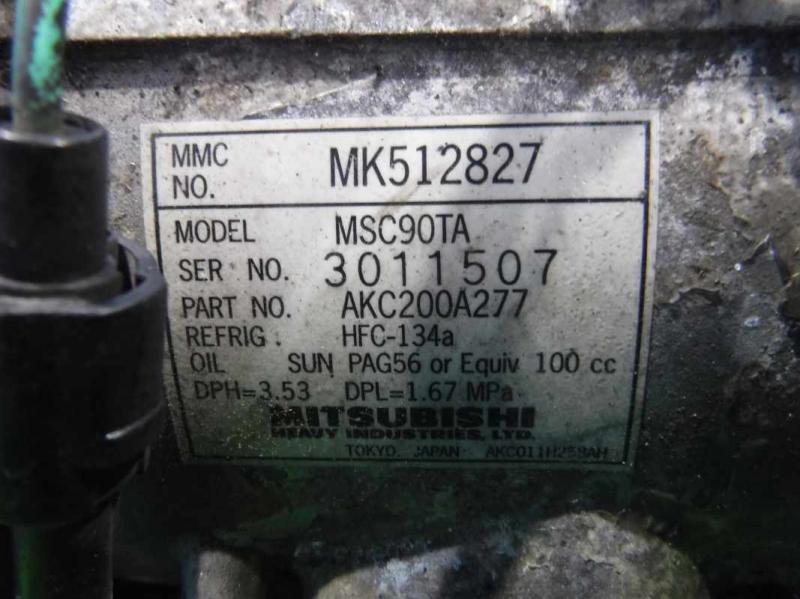 MMC NO. MK512827
MODEL MSC90TA
SER NO. 3011507
PART NO. AKC200A277
REFRIG. HFC-134a
OIL SUN PAG56 or Equiv 100 cc
DPH=3.53 DPL=1.67 MPa
MITSUBISHI
HEAVY INDUSTRIES, LTD.
TOKYO. JAPAN AKC011H258AH